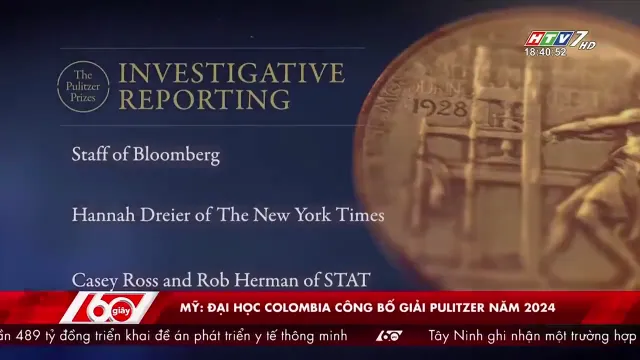 HTV7 HD
18:40:52
The
Pulitzer
Prizes
INVESTIGATIVE
REPORTING
1928
Staff of Bloomberg
Hannah Dreier of The New York Times
Casey Ross and Rob Herman of STAT
60 giây
MỸ: ĐẠI HỌC COLOMBIA CÔNG BỐ GIẢI PULITZER NĂM 2024
489 tỷ đồng triển khai đề án phát triển y tế thông minh
60
Tây Ninh ghi nhận một trường hợp